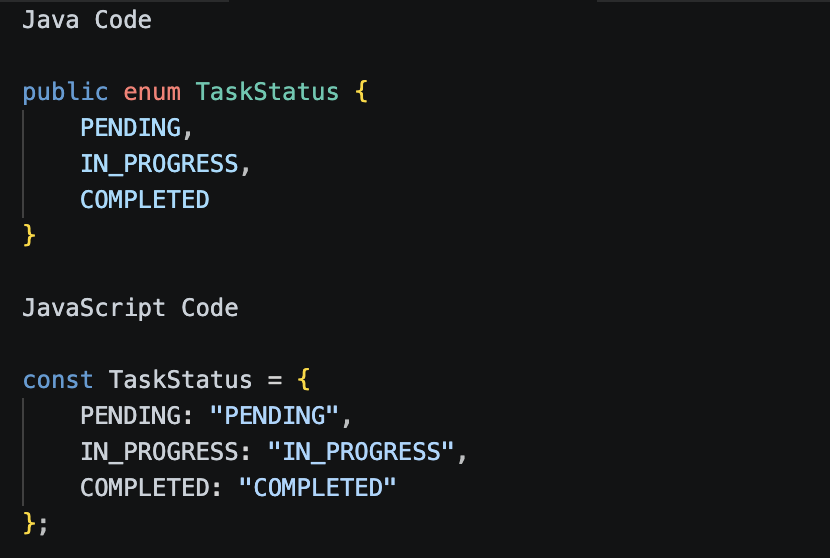 Java Code
public enum TaskStatus {
    PENDING,
    IN_PROGRESS,
    COMPLETED
}
JavaScript Code
const TaskStatus = {
    PENDING: "PENDING",
    IN_PROGRESS: "IN_PROGRESS",
    COMPLETED: "COMPLETED"
};